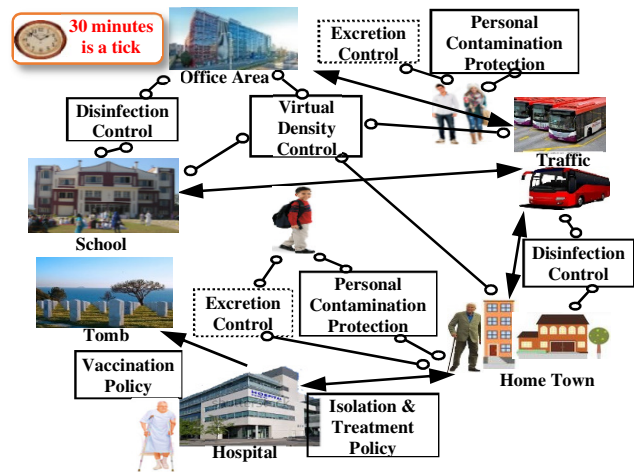 30 minutes
is a tick
Office Area
Excretion
Control
Personal
Contamination
Protection
Disinfection
Control
Virtual
Density
Control
Traffic
School
Disinfection
Control
Excretion
Control
Personal
Contamination
Protection
Tomb
Vaccination
Policy
Home Town
HOSPITAL
Isolation &
Treatment
Policy
Hospital